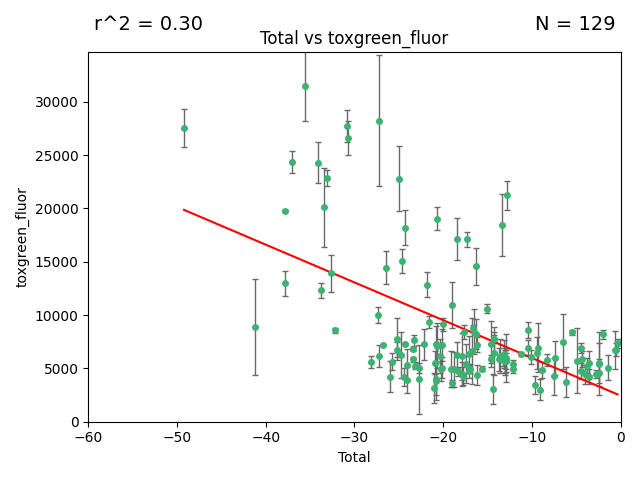 r^2 = 0.30
N = 129
Total vs toxgreen_fluor
30000
25000
20000
15000
10000
5000
0
toxgreen_fluor
−60
−50
−40
−30
−20
−10
0
Total